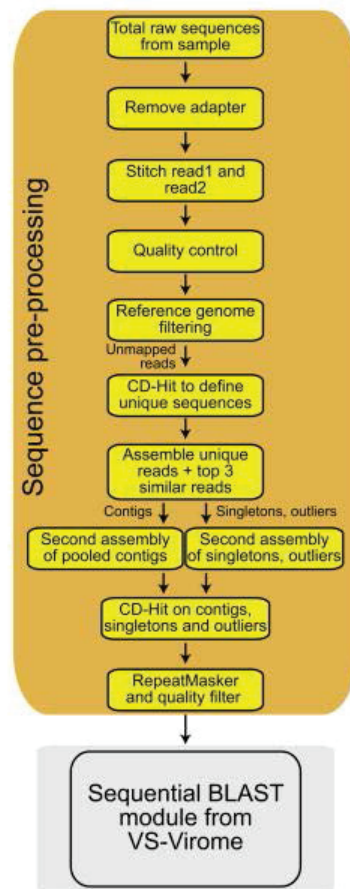 Sequence pre-processing
Total raw sequences
from sample
Remove adapter
Stitch read1 and
read2
Quality control
Reference genome
filtering
Unmapped
reads
CD-Hit to define
unique sequences
Assemble unique
reads + top 3
similar reads
Contigs
Singletons, outliers
Second assembly
of pooled contigs
Second assembly
of singletons, outliers
CD-Hit on contigs,
singletons and outliers
RepeatMasker
and quality filter
Sequential BLAST
module from
VS-Virome